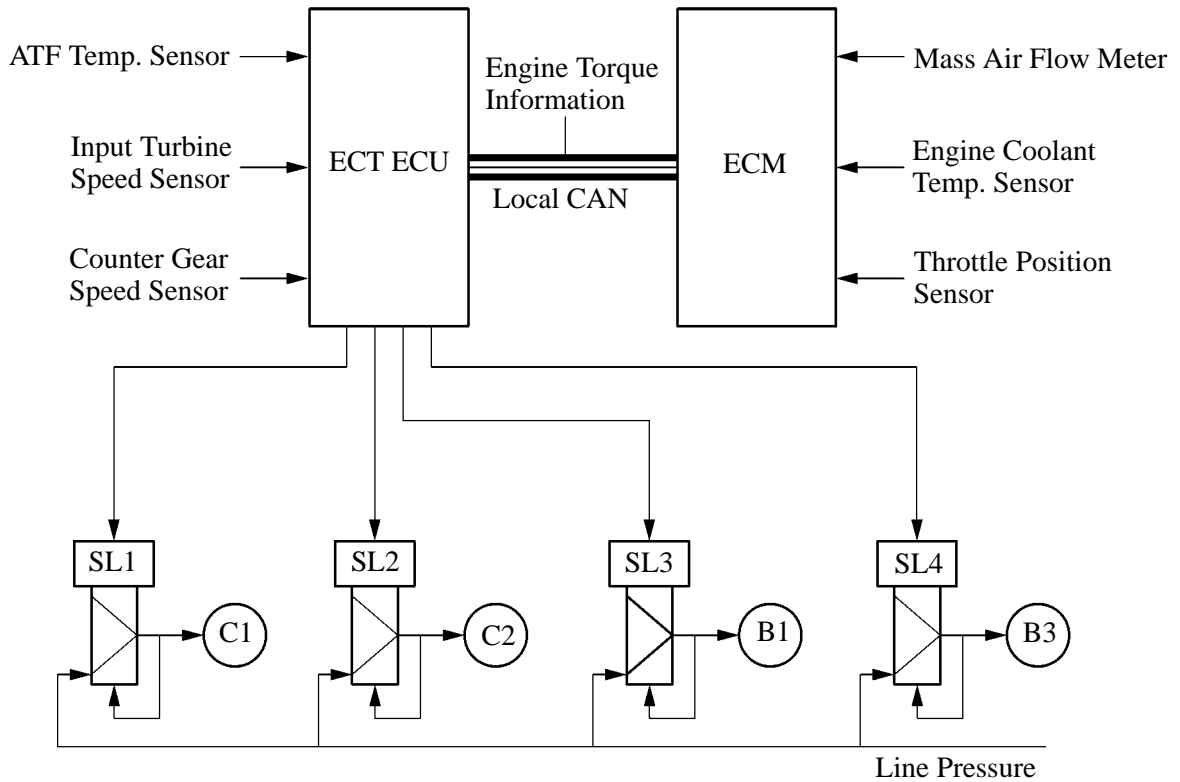 ATF Temp. Sensor
Input Turbine
Speed Sensor
Counter Gear
Speed Sensor
ECT ECU
Engine Torque
Information
Local CAN
ECM
Mass Air Flow Meter
Engine Coolant
Temp. Sensor
Throttle Position
Sensor
SL1
SL2
SL3
SL4
C1
C2
B1
B3
Line Pressure